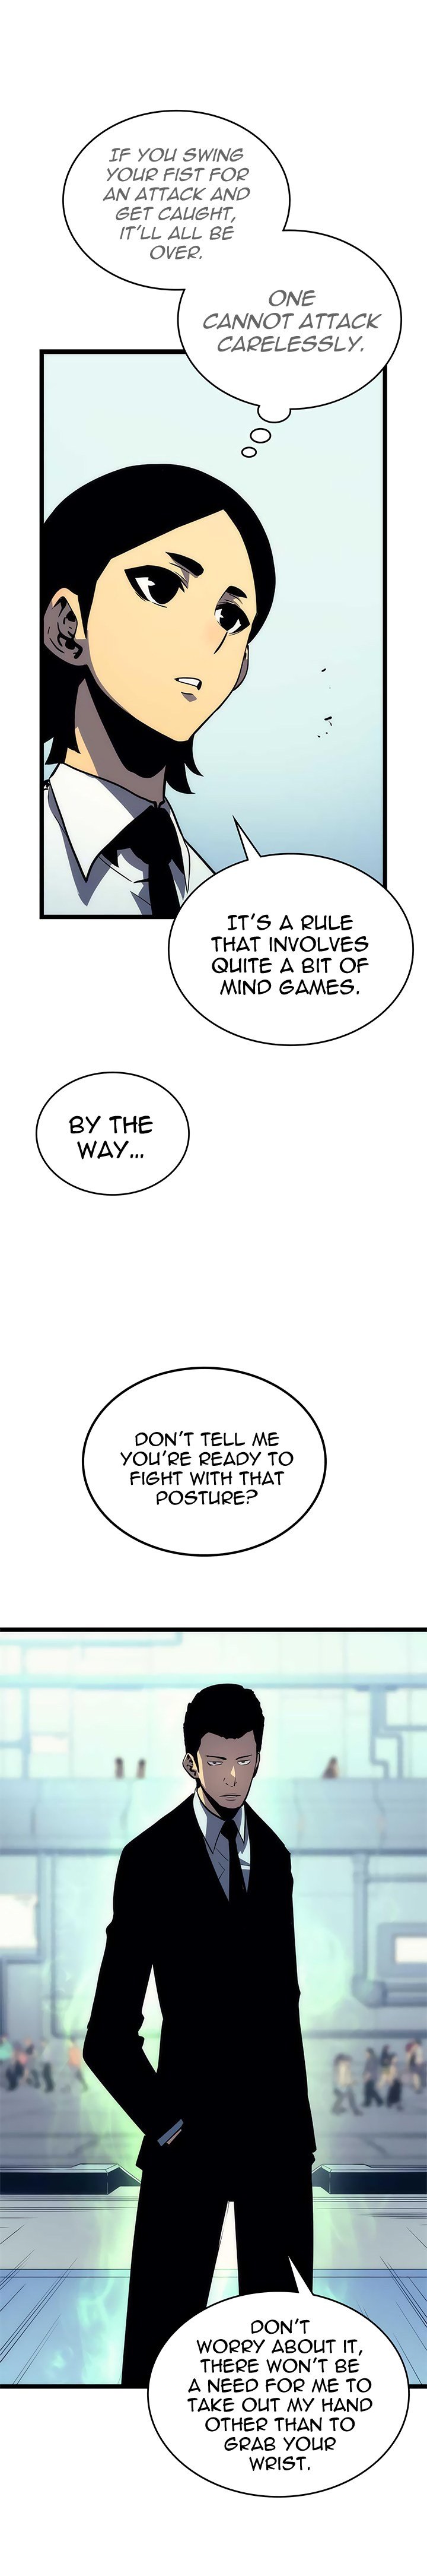 IF YOU SWING
YOUR FIST FOR
AN ATTACK AND
GET CAUGHT,
IT'LL ALL BE
OVER.
ONE
CANNOT ATTACK
CARELESSLY.
IT'S A RULE
THAT INVOLVES
QUITE A BIT OF
MIND GAMES.
BY THE
WAY...
DON'T TELL ME
YOU'RE READY TO
FIGHT WITH THAT
POSTURE?
DON'T
WORRY ABOUT IT,
THERE WON'T BE
A NEED FOR ME TO
TAKE OUT MY HAND
OTHER THAN TO
GRAB YOUR
WRIST.